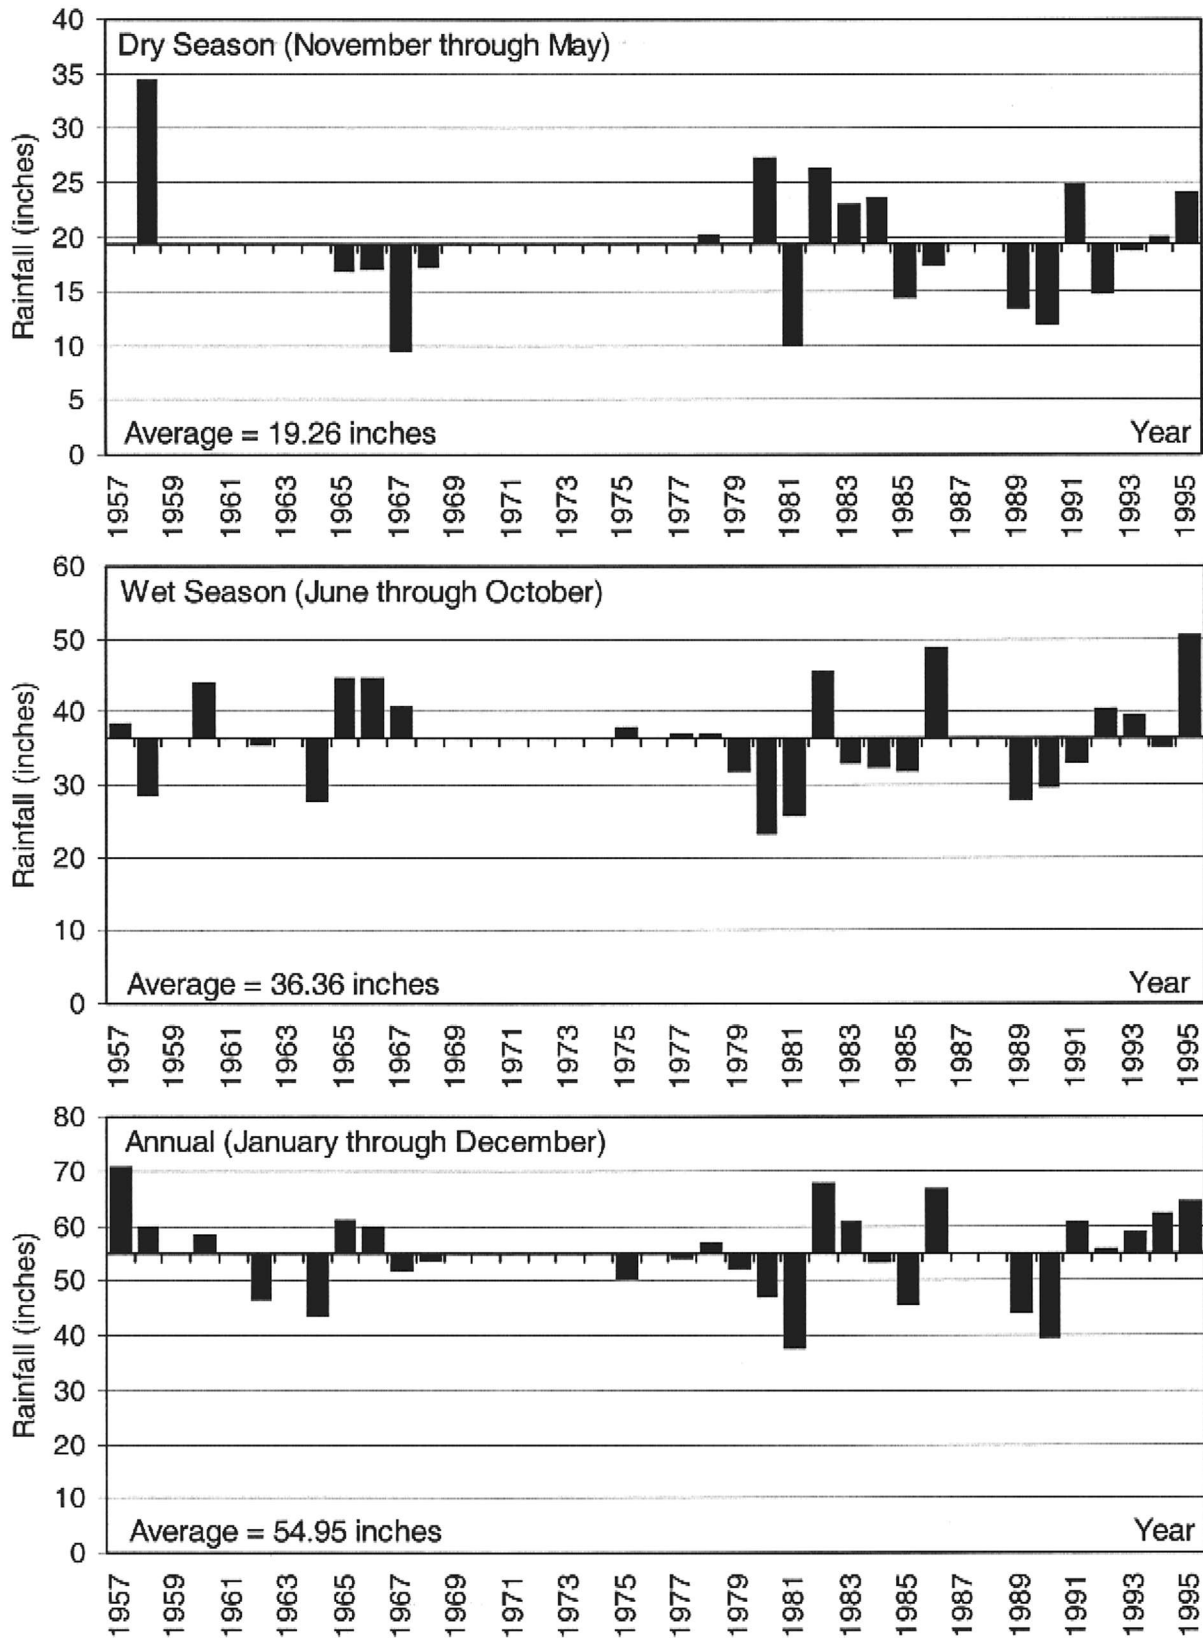 Dry Season (November through May)
Rainfall (inches)
40
35
30
25
20
15
10
5
0
Average = 19.26 inches
Year
1957 1959 1961 1963 1965 1967 1969 1971 1973 1975 1977 1979 1981 1983 1985 1987 1989 1991 1993 1995
Wet Season (June through October)
Rainfall (inches)
60
50
40
30
20
10
0
Average = 36.36 inches
Year
1957 1959 1961 1963 1965 1967 1969 1971 1973 1975 1977 1979 1981 1983 1985 1987 1989 1991 1993 1995
Annual (January through December)
Rainfall (inches)
80
70
60
50
40
30
20
10
0
Average = 54.95 inches
Year
1957 1959 1961 1963 1965 1967 1969 1971 1973 1975 1977 1979 1981 1983 1985 1987 1989 1991 1993 1995